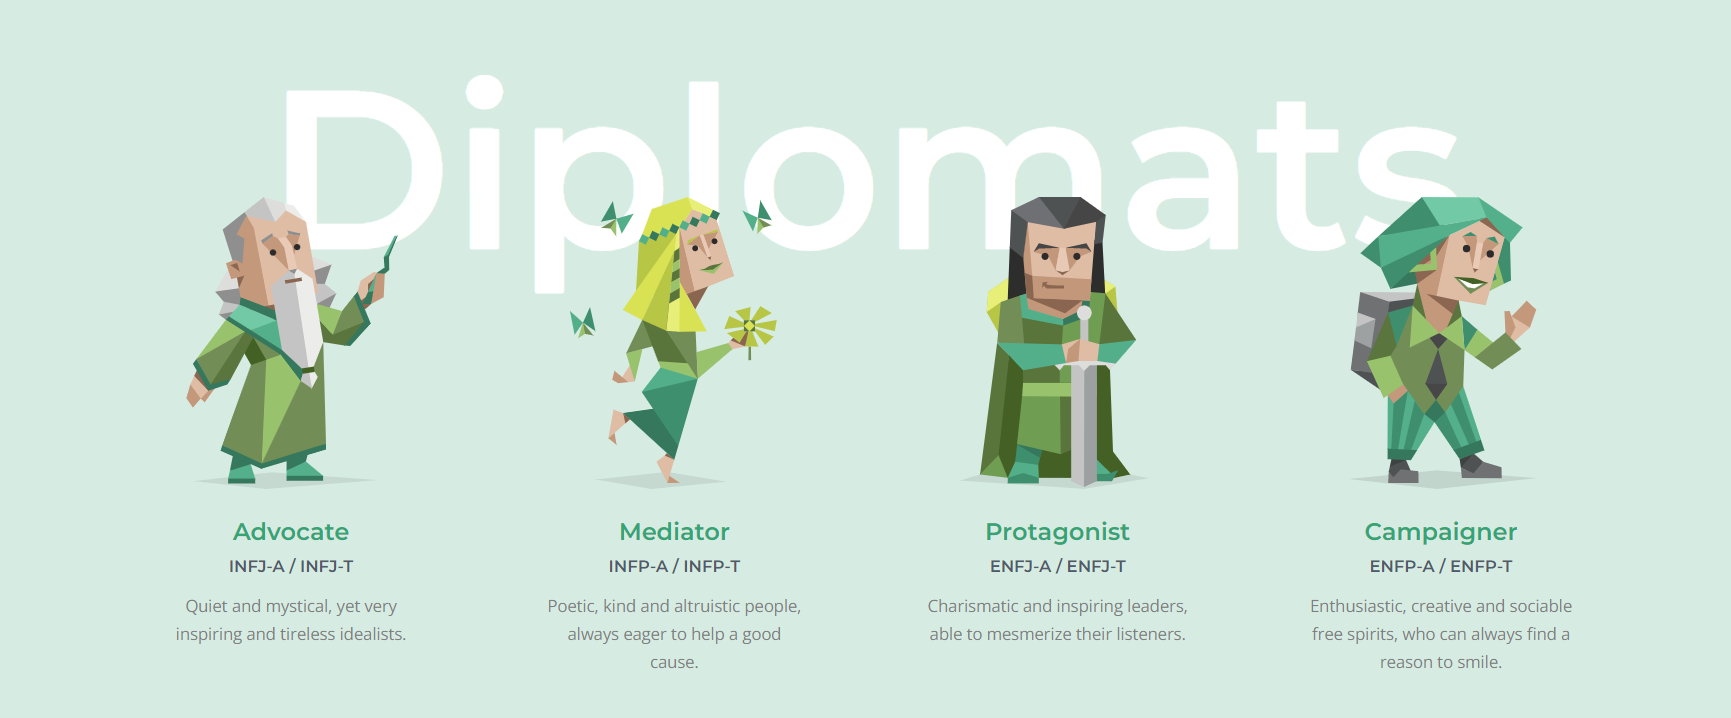 Diplomats
Advocate
INFJ-A / INFJ-T
Quiet and mystical, yet very
inspiring and tireless idealists.
Mediator
INFP-A / INFP-T
Poetic, kind and altruistic people,
always eager to help a good
cause.
Protagonist
ENFJ-A / ENFJ-T
Charismatic and inspiring leaders,
able to mesmerize their listeners.
Campaigner
ENFP-A / ENFP-T
Enthusiastic, creative and sociable
free spirits, who can always find a
reason to smile.